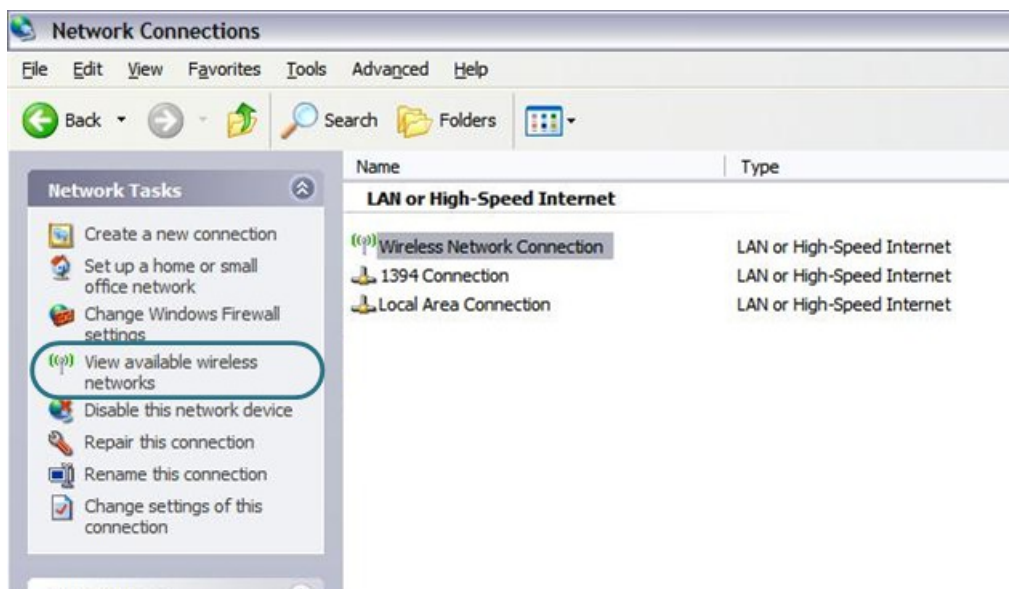 Network Connections
File Edit View Favorites Tools Advanced Help
Back Search Folders
Network Tasks
Create a new connection
Set up a home or small
office network
Change Windows Firewall
settings
View available wireless
networks
Disable this network device
Repair this connection
Rename this connection
Change settings of this
connection
Name Type
LAN or High-Speed Internet
Wireless Network Connection LAN or High-Speed Internet
1394 Connection LAN or High-Speed Internet
Local Area Connection LAN or High-Speed Internet